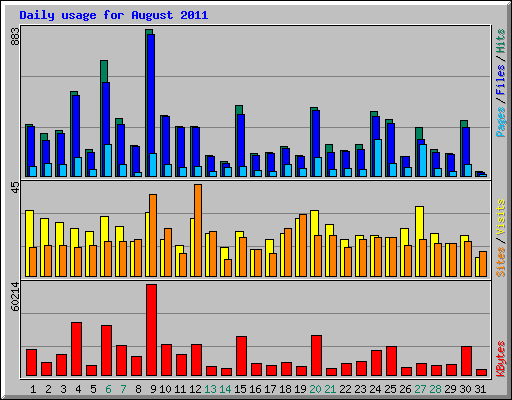 Daily usage for August 2011
883
Pages / Files / Hits
45
Sites / Visits
60214
KBytes
1 2 3 4 5 6 7 8 9 10 11 12 13 14 15 16 17 18 19 20 21 22 23 24 25 26 27 28 29 30 31